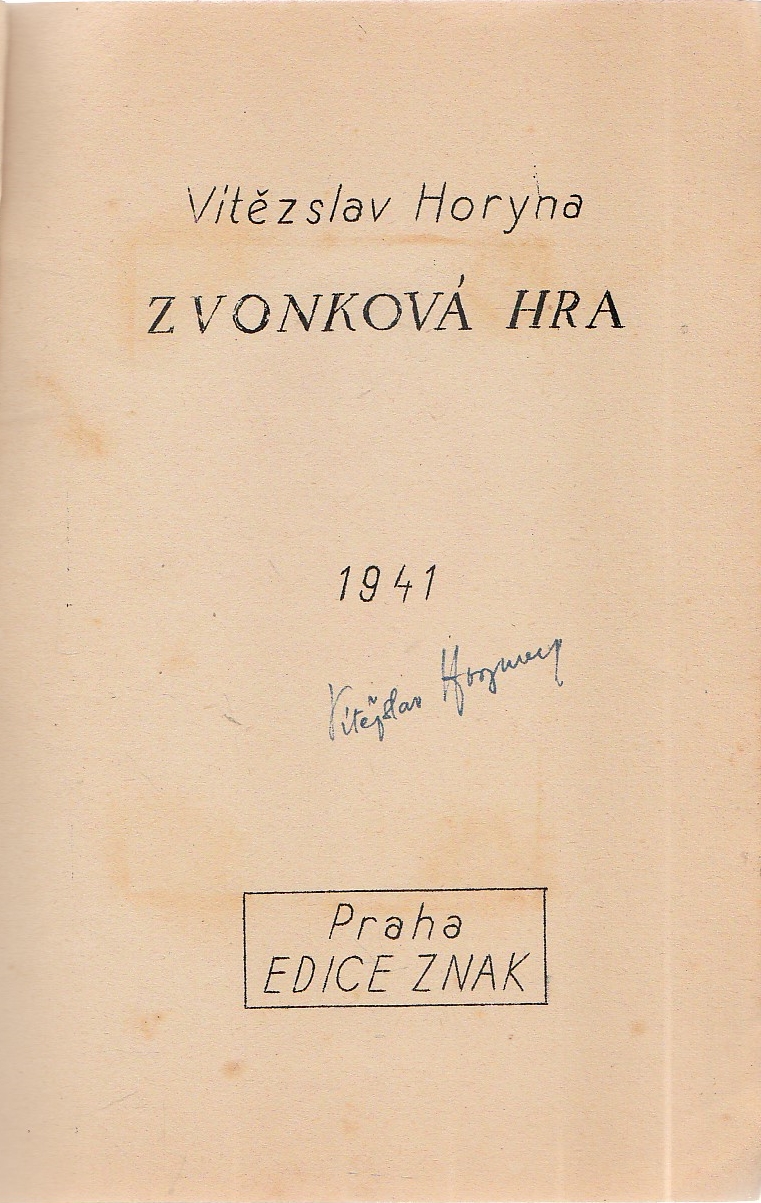 Vítězslav Horyna
ZVONKOVÁ HRA
1941
Vítězslav Horyna
Praha
EDICE ZNAK